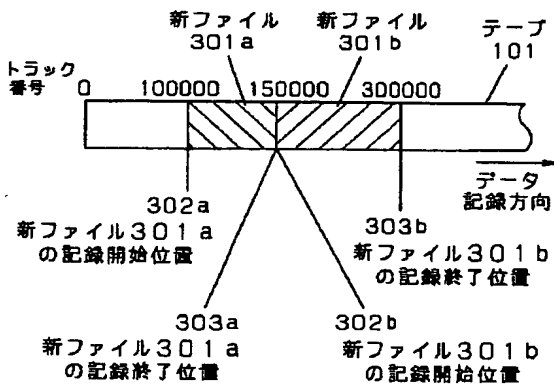 新ファイル
301a
新ファイル
301b
テープ
101
トラック
番号
0
100000
150000
300000
データ
記録方向
302a
新ファイル301a
の記録開始位置
303b
新ファイル301b
の記録終了位置
303a
新ファイル301a
の記録終了位置
302b
新ファイル301b
の記録開始位置